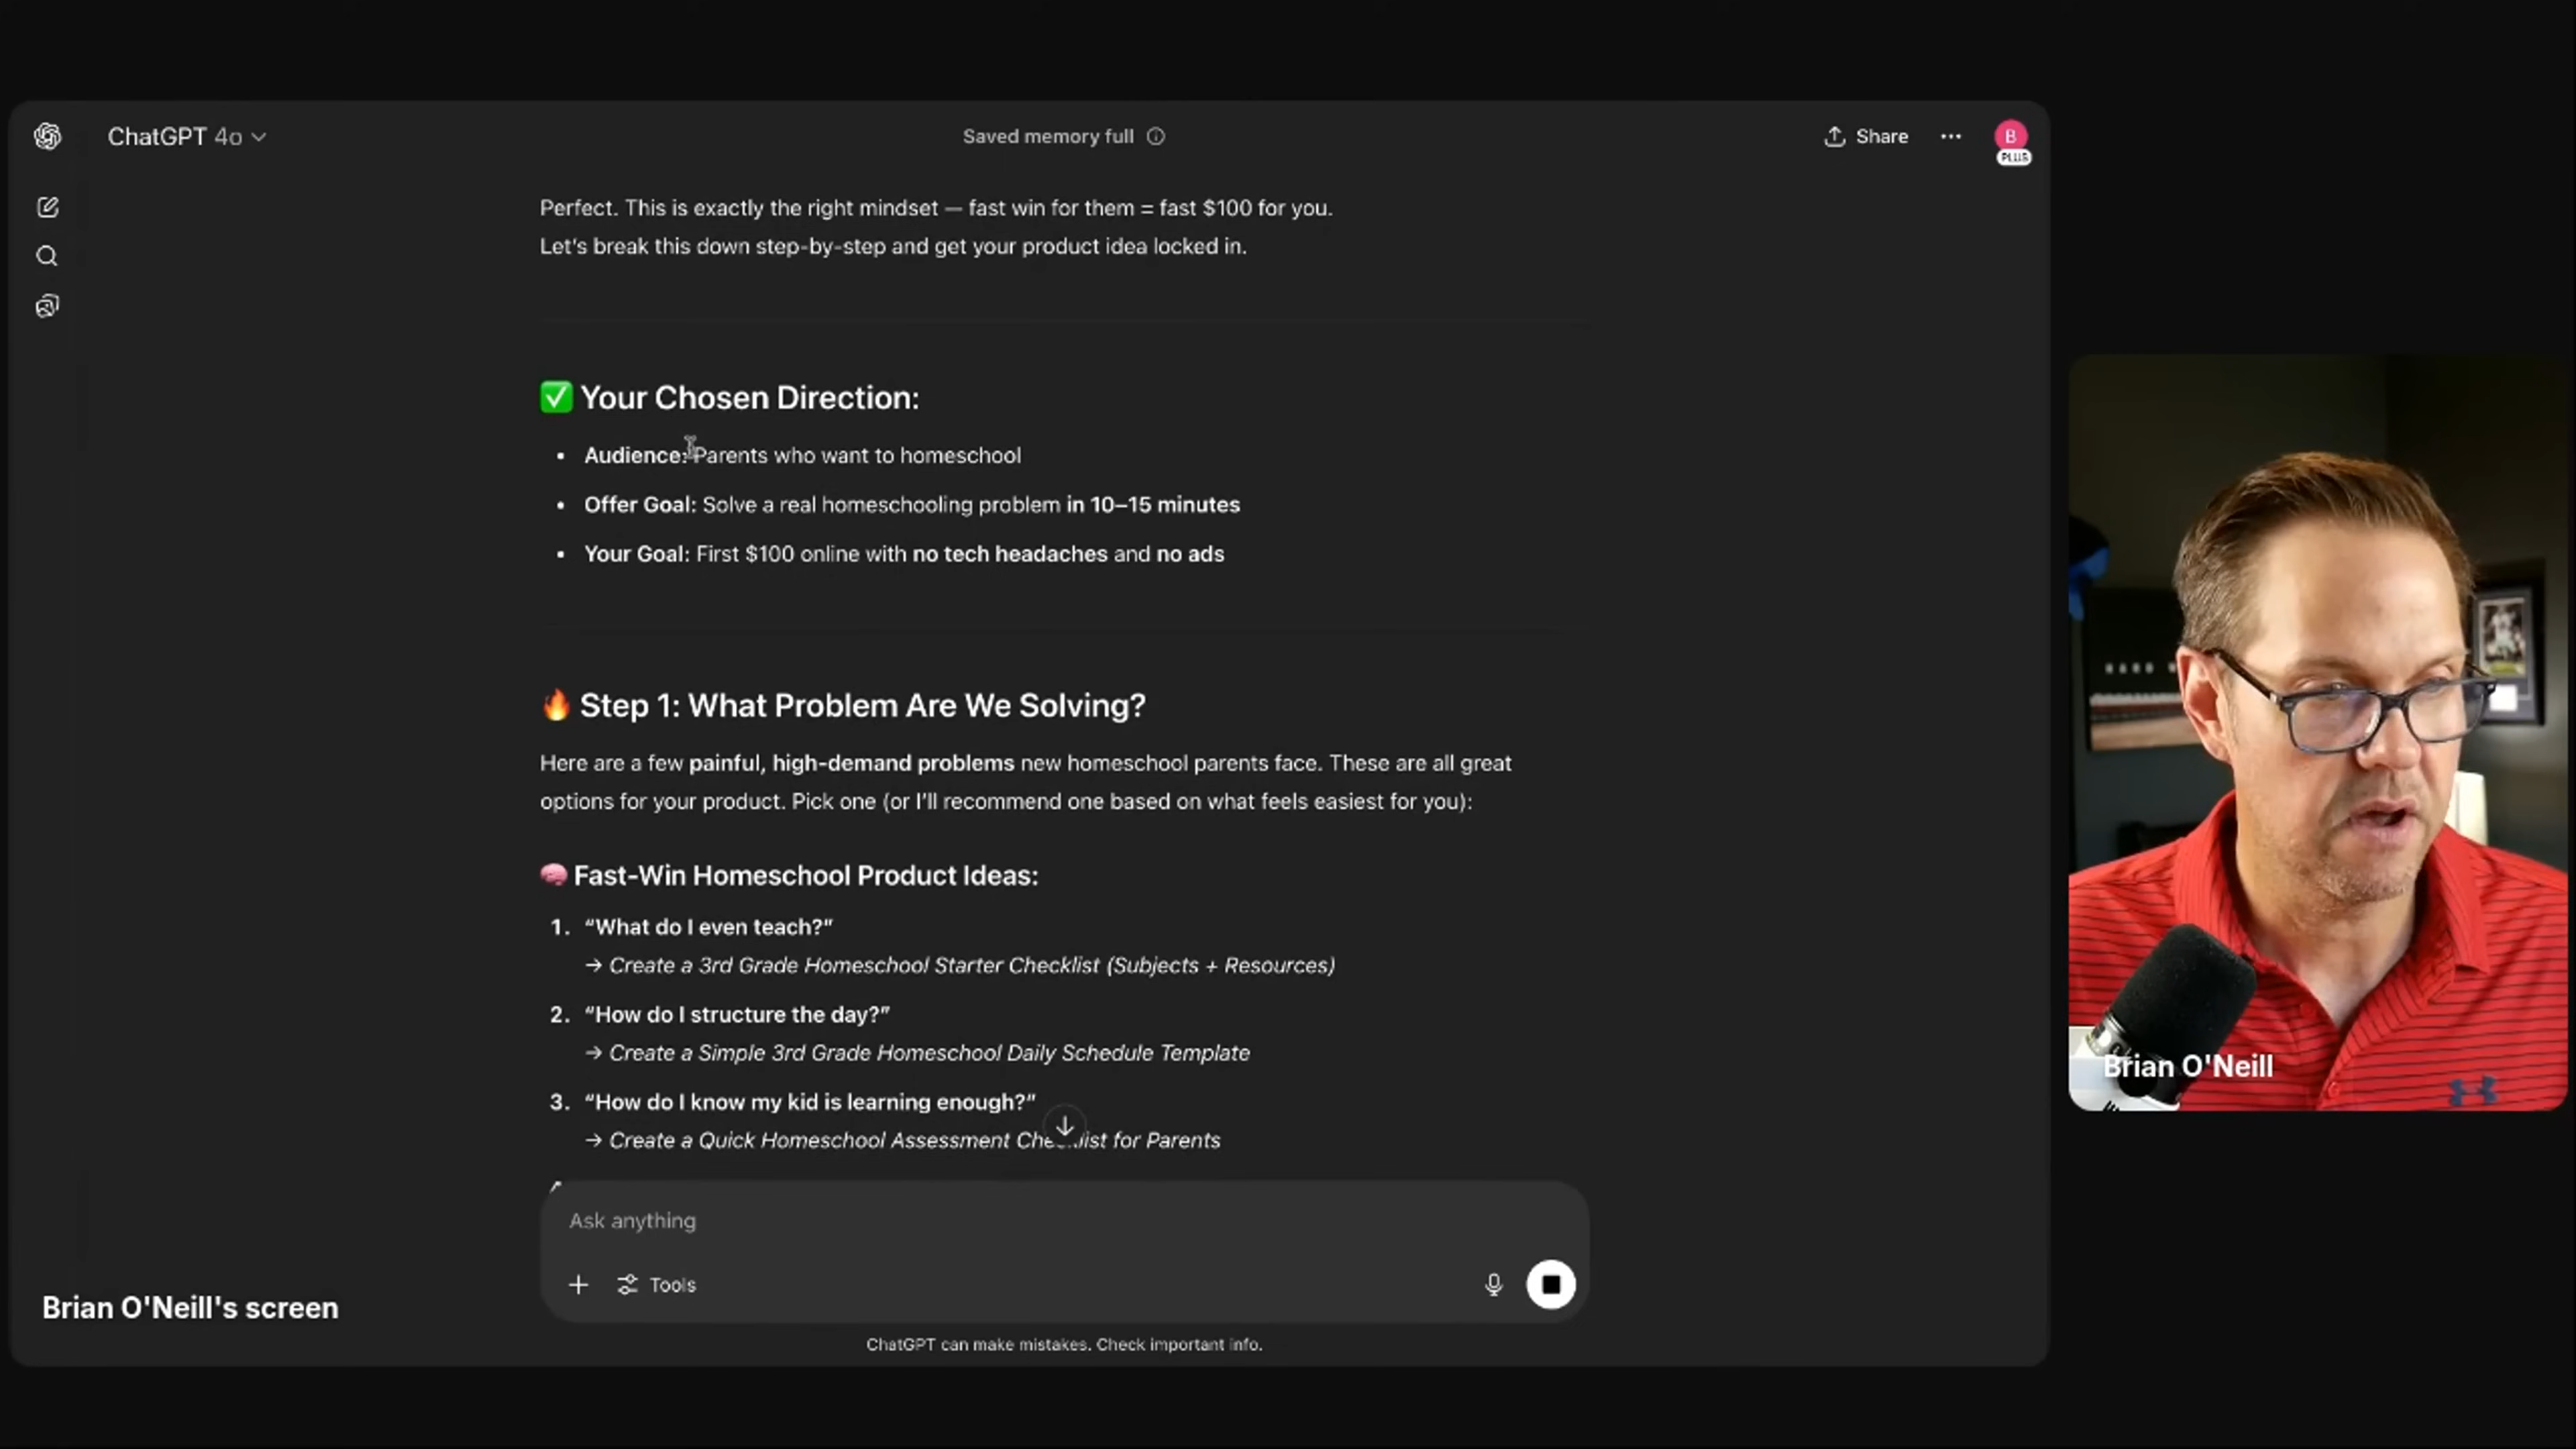 ChatGPT 4o
Saved memory full
Share
B
PLUS
Perfect. This is exactly the right mindset — fast win for them = fast $100 for you.
Let's break this down step-by-step and get your product idea locked in.
✅ Your Chosen Direction:
• Audience: Parents who want to homeschool
• Offer Goal: Solve a real homeschooling problem in 10–15 minutes
• Your Goal: First $100 online with no tech headaches and no ads
🔥 Step 1: What Problem Are We Solving?
Here are a few painful, high-demand problems new homeschool parents face. These are all great
options for your product. Pick one (or I'll recommend one based on what feels easiest for you):
🧠 Fast-Win Homeschool Product Ideas:
1. “What do I even teach?”
→ Create a 3rd Grade Homeschool Starter Checklist (Subjects + Resources)
2. “How do I structure the day?”
→ Create a Simple 3rd Grade Homeschool Daily Schedule Template
3. “How do I know my kid is learning enough?”
→ Create a Quick Homeschool Assessment Checklist for Parents
Ask anything
Tools
ChatGPT can make mistakes. Check important info.
Brian O'Neill's screen
Brian O'Neill